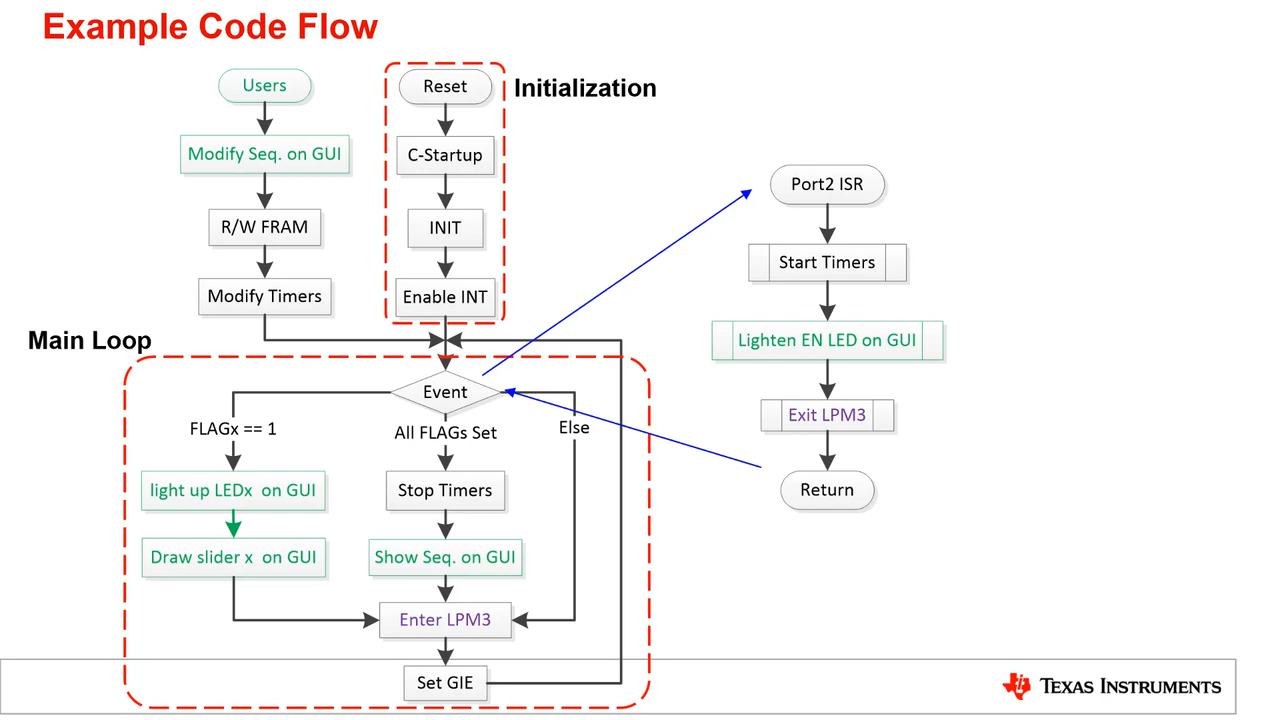 Example Code Flow
Users
Modify Seq. on GUI
R/W FRAM
Modify Timers
Reset
Initialization
C-Startup
INIT
Enable INT
Main Loop
Event
FLAGx == 1
All FLAGs Set
Else
light up LEDx on GUI
Draw slider x on GUI
Stop Timers
Show Seq. on GUI
Enter LPM3
Set GIE
Port2 ISR
Start Timers
Lighten EN LED on GUI
Exit LPM3
Return
TEXAS INSTRUMENTS